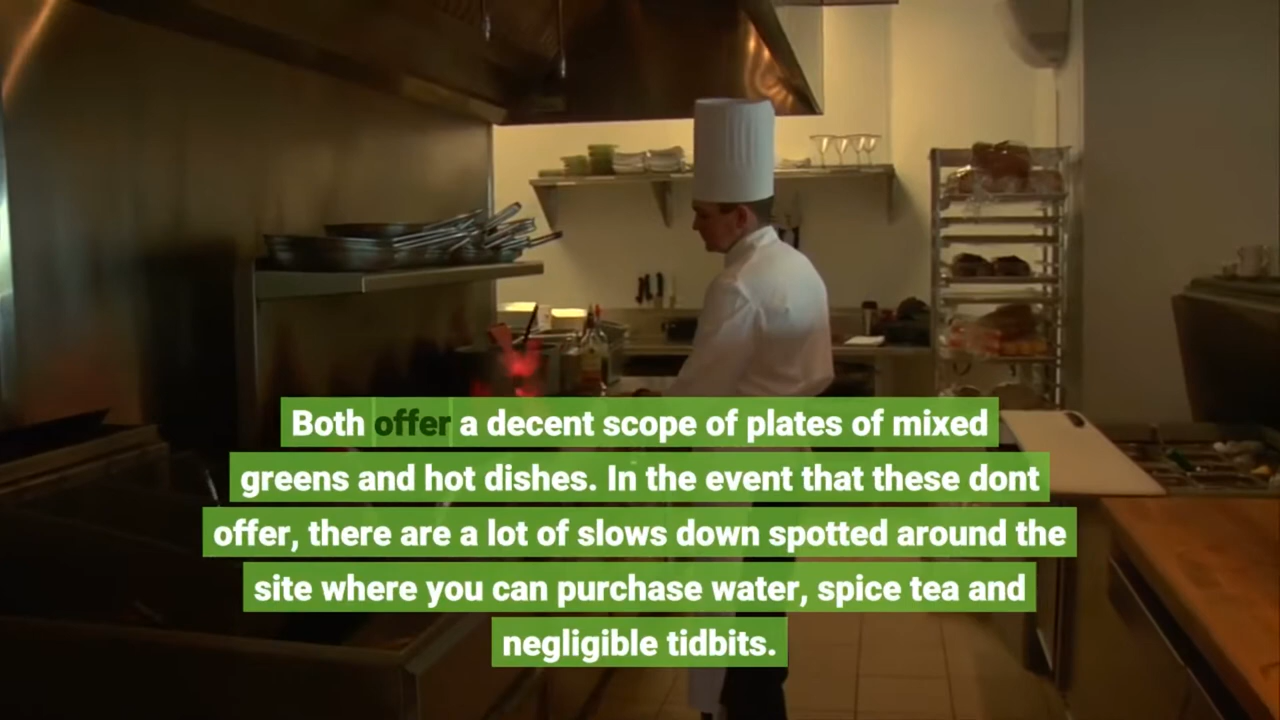 Both offer a decent scope of plates of mixed
greens and hot dishes. In the event that these dont
offer, there are a lot of slows down spotted around the
site where you can purchase water, spice tea and
negligible tidbits.